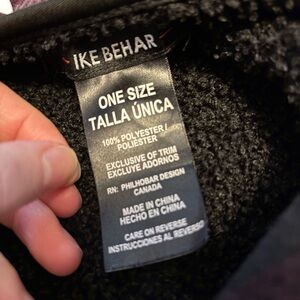 IKE BEHAR
ONE SIZE
TALLA ÚNICA
100% POLYESTER/
POLIÉSTER
EXCLUSIVE OF TRIM
EXCLUYE ADORNOS
RN: PHILHOBAR DESIGN
CANADA
MADE IN CHINA
HECHO EN CHINA
CARE ON REVERSE
INSTRUCCIONES AL REVERSO